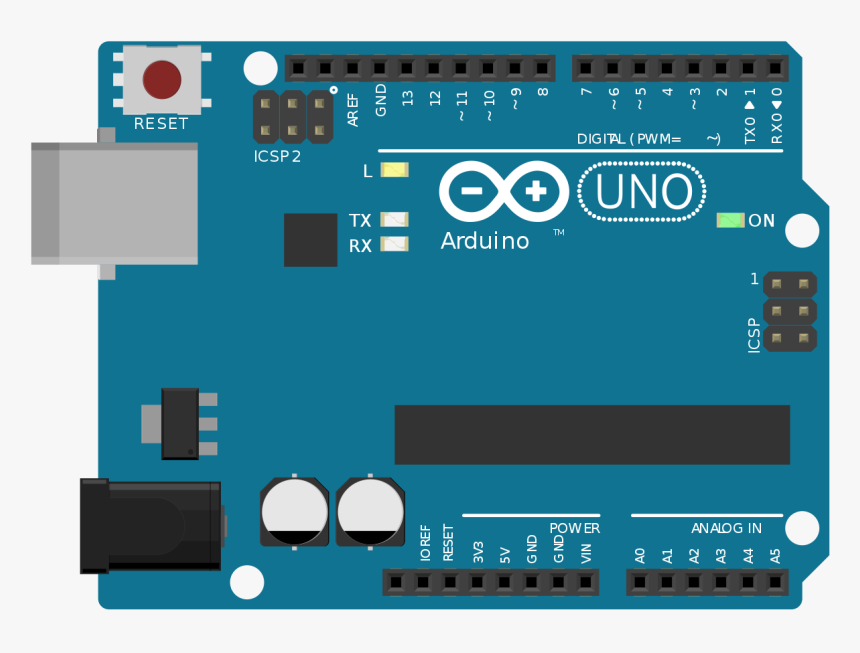 RESET
ICSP2
AREF
GND
13
12
~11
~10
~9
8
7
~6
~5
4
~3
2
TX0 ▶ 1
RX0 ◀ 0
DIGITAL (PWM= ~)
L
TX
RX
UNO
Arduino
TM
ON
1
ICSP
IOREF
RESET
3V3
5V
GND
GND
VIN
POWER
ANALOG IN
A0
A1
A2
A3
A4
A5